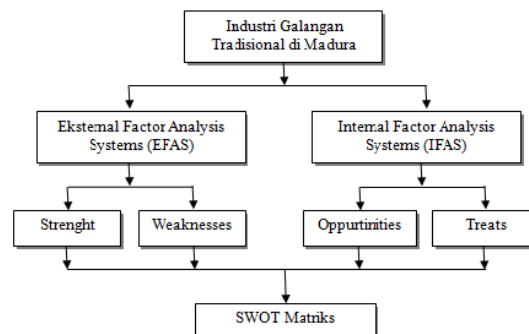 Industri Galangan
Tradisional di Madura
Eksternal Factor Analysis
Systems (EFAS)
Internal Factor Analysis
Systems (IFAS)
Strenght
Weaknesses
Oppurtinities
Treats
SWOT Matriks